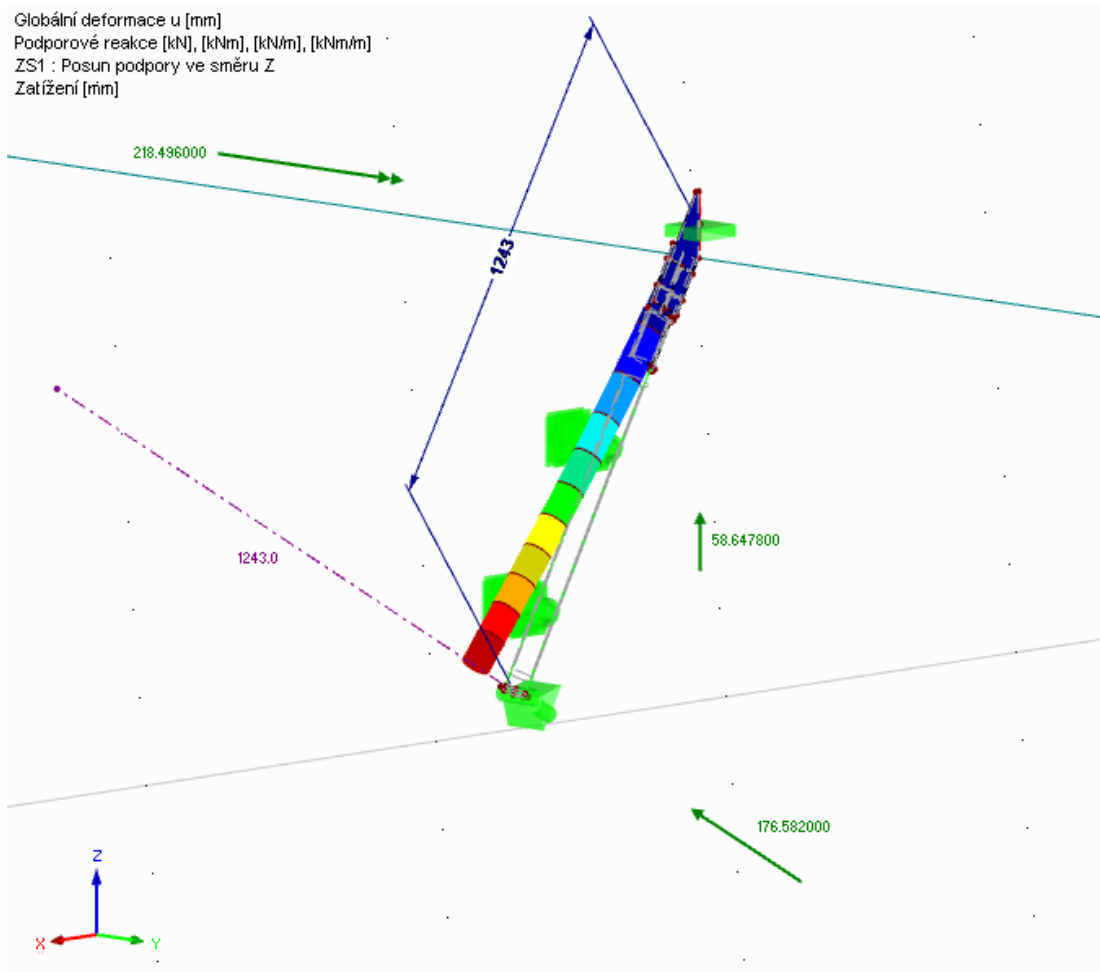 Globální deformace u [mm]
Podporové reakce [kN], [kNm], [kN/m], [kNm/m]
ZS1 : Posun podpory ve směru Z
Zatížení [mm]
218.496000
1243
58.647800
1243.0
176.582000
Z
X
Y